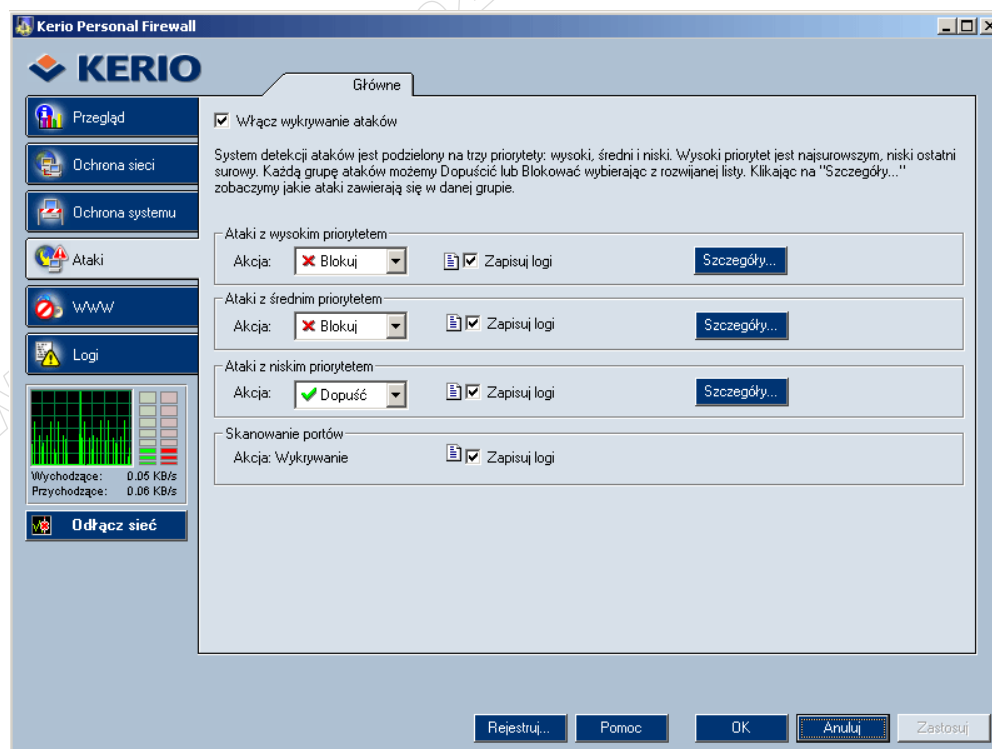 Kerio Personal Firewall
KERIO
Główne
Przegląd
Ochrona sieci
Ochrona systemu
Ataki
WWW
Logi
Wychodzące: 0.05 KB/s
Przychodzące: 0.06 KB/s
Odłącz sieć
Włącz wykrywanie ataków
System detekcji ataków jest podzielony na trzy priorytety: wysoki, średni i niski. Wysoki priorytet jest najsurowszym, niski ostatni
surowy. Każdą grupę ataków możemy Dopuścić lub Blokować wybierając z rozwijanej listy. Klikając na "Szczegóły..."
zobaczymy jakie ataki zawierają się w danej grupie.
Ataki z wysokim priorytetem
Akcja: Blokuj Zapisuj logi Szczegóły...
Ataki z średnim priorytetem
Akcja: Blokuj Zapisuj logi Szczegóły...
Ataki z niskim priorytetem
Akcja: Dopuść Zapisuj logi Szczegóły...
Skanowanie portów
Akcja: Wykrywanie Zapisuj logi
Rejestruj... Pomoc OK Anuluj Zastosuj